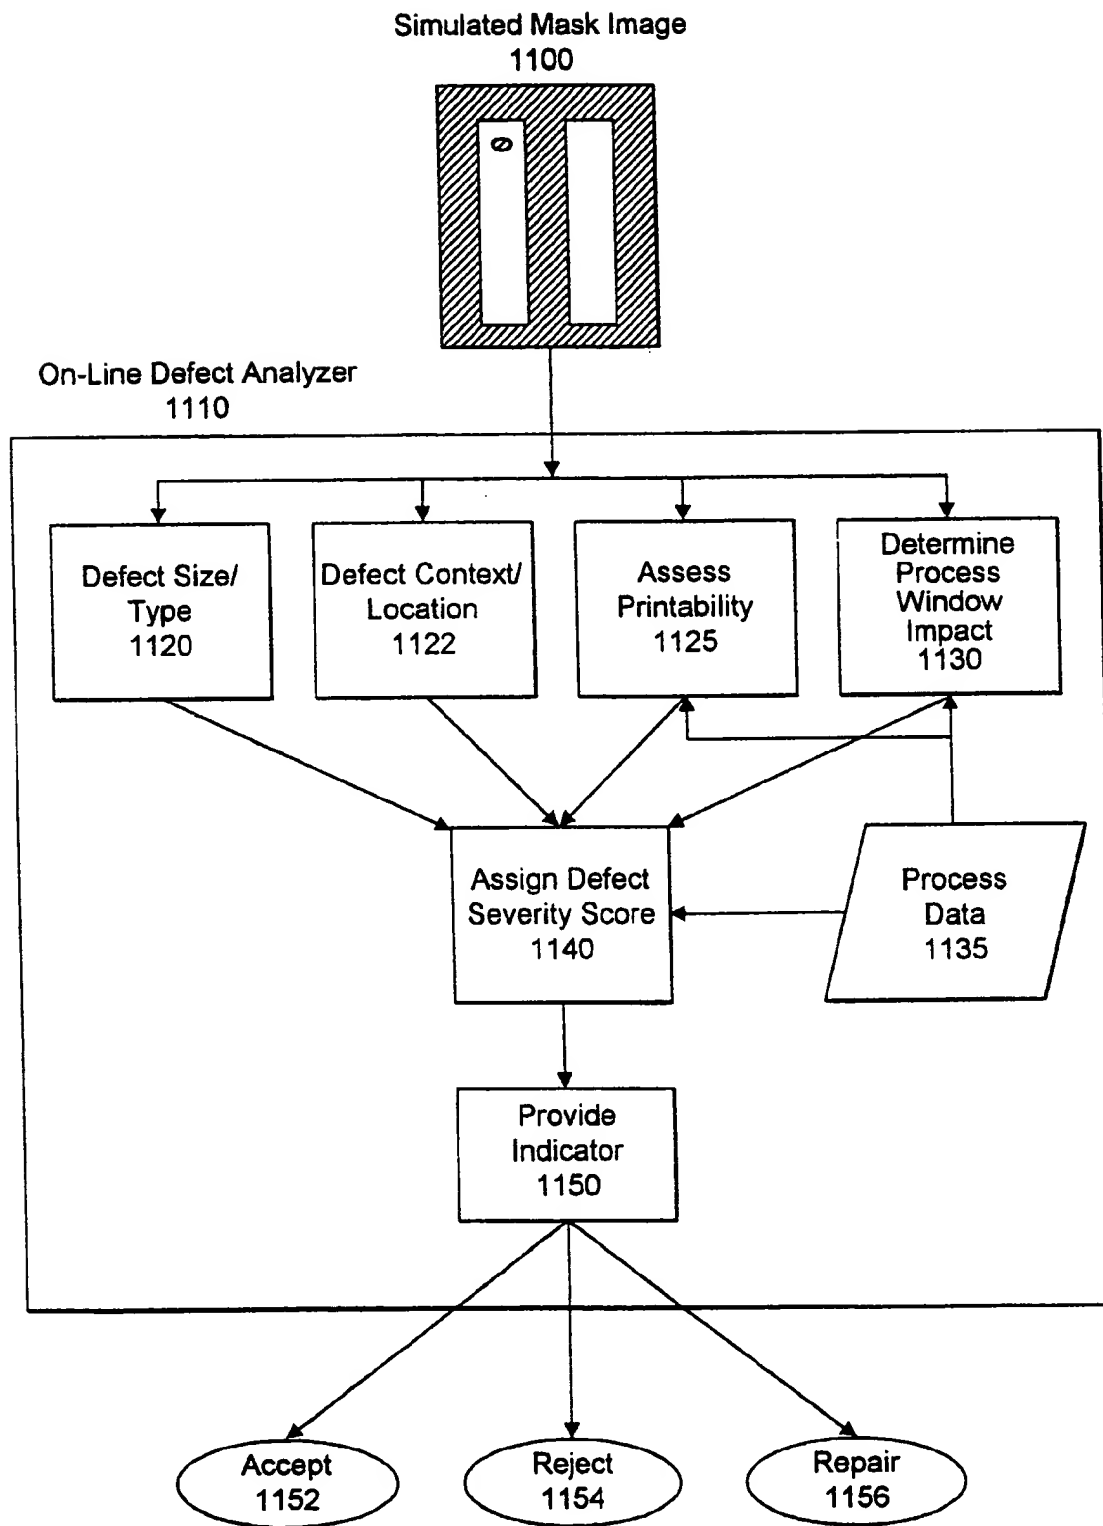 Simulated Mask Image
1100
On-Line Defect Analyzer
1110
Defect Size/
Type
1120
Defect Context/
Location
1122
Assess
Printability
1125
Determine
Process
Window
Impact
1130
Assign Defect
Severity Score
1140
Process
Data
1135
Provide
Indicator
1150
Accept
1152
Reject
1154
Repair
1156